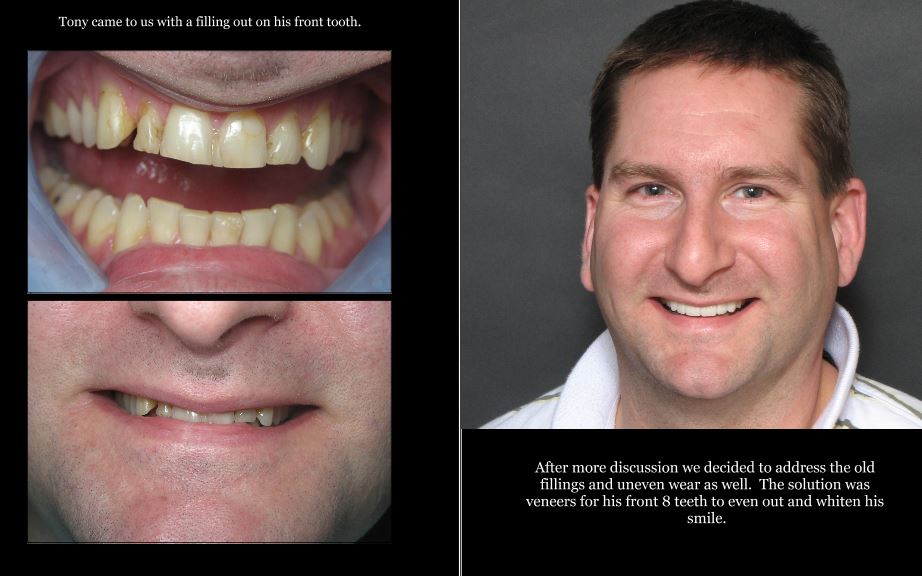 Tony came to us with a filling out on his front tooth.
After more discussion we decided to address the old
fillings and uneven wear as well.  The solution was
veneers for his front 8 teeth to even out and whiten his
smile.